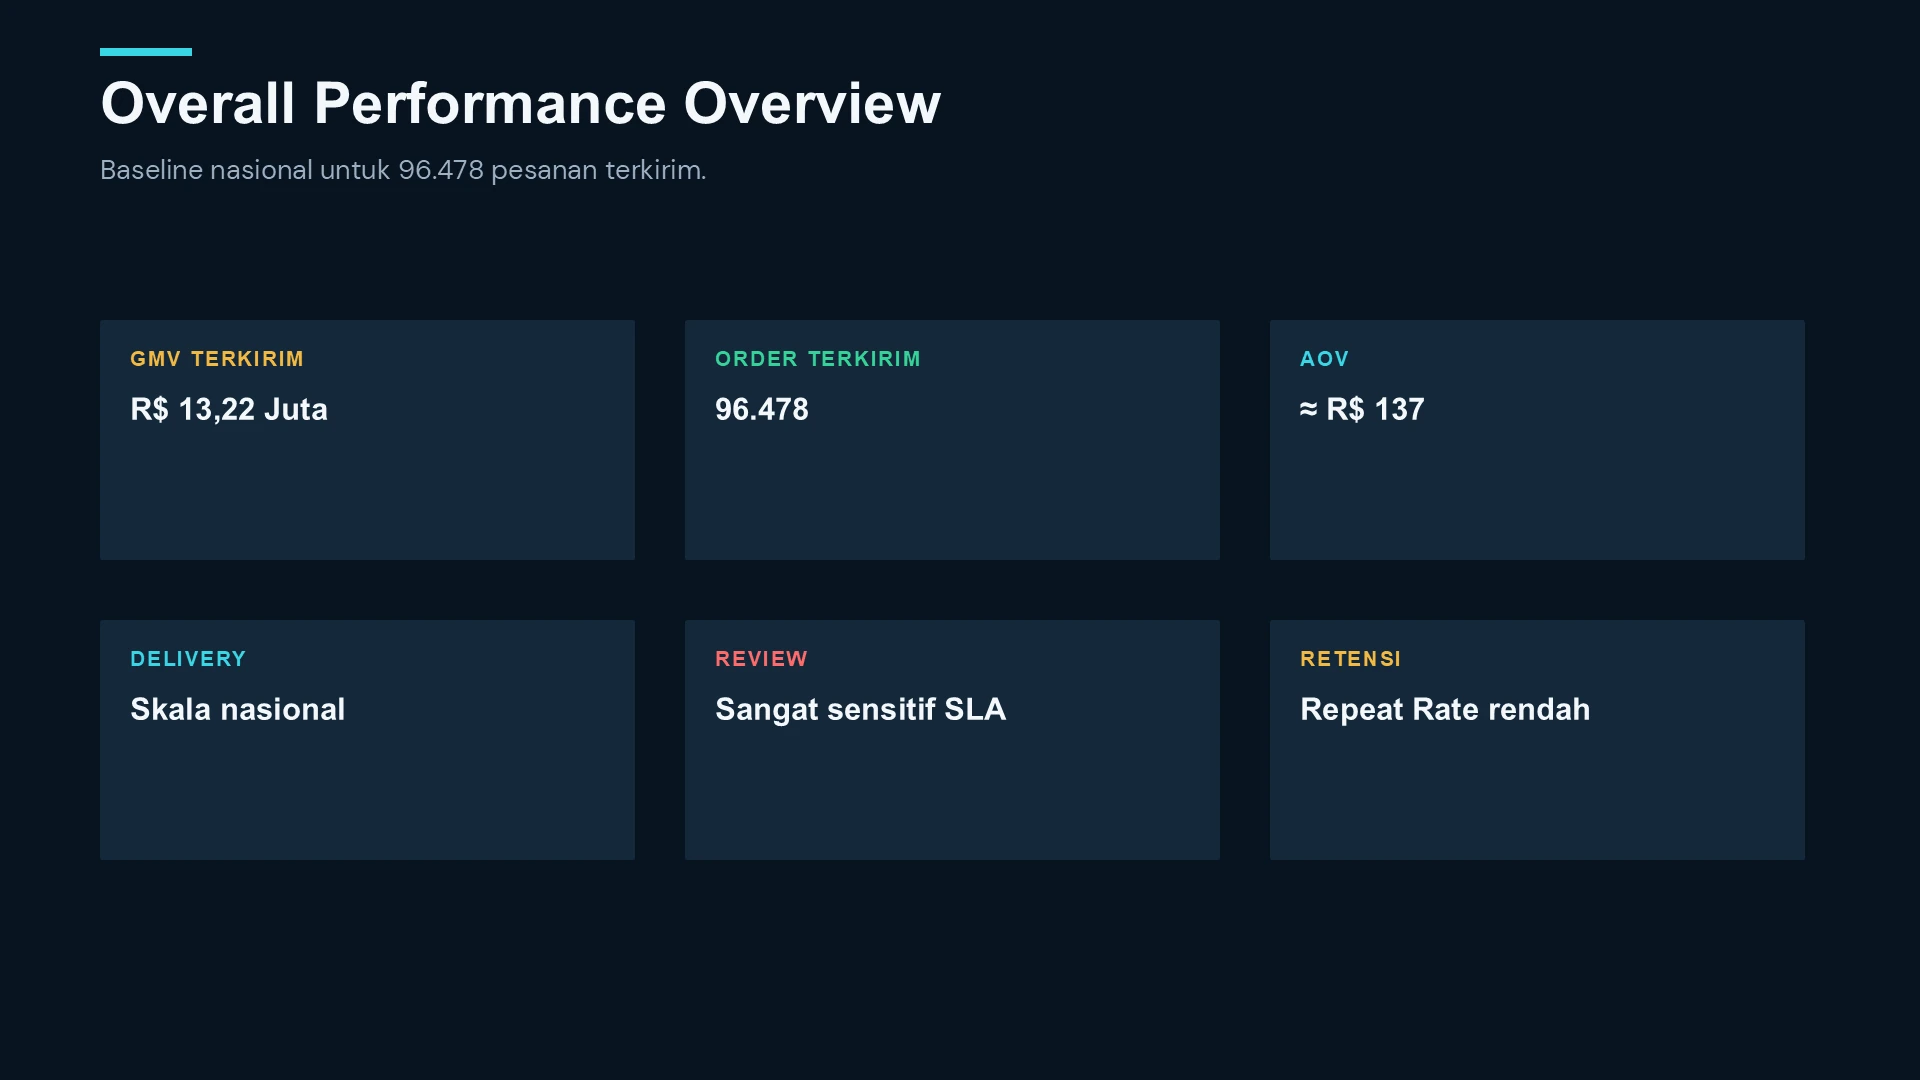 Overall Performance Overview
Baseline nasional untuk 96.478 pesanan terkirim.
GMV TERKIRIM
R$ 13,22 Juta
ORDER TERKIRIM
96.478
AOV
≈ R$ 137
DELIVERY
Skala nasional
REVIEW
Sangat sensitif SLA
RETENSI
Repeat Rate rendah